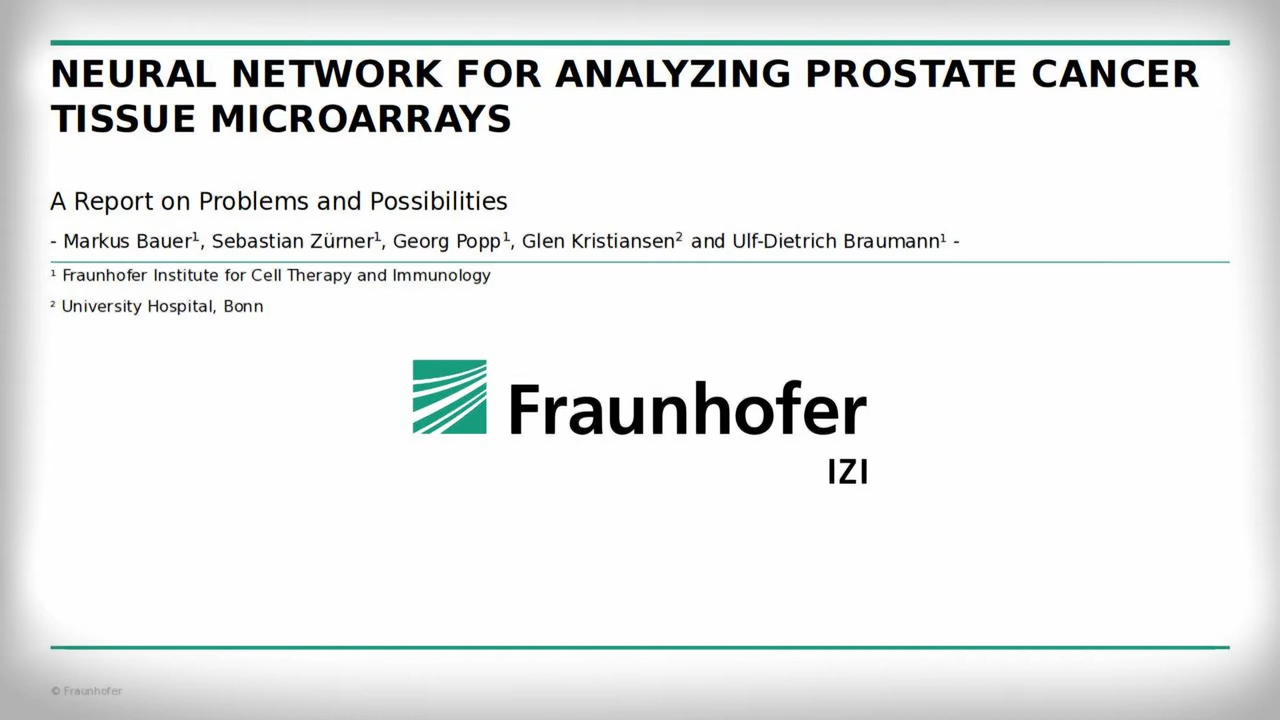 NEURAL NETWORK FOR ANALYZING PROSTATE CANCER
TISSUE MICROARRAYS
A Report on Problems and Possibilities
- Markus Bauer¹, Sebastian Zürner¹, Georg Popp¹, Glen Kristiansen² and Ulf-Dietrich Braumann¹ -
¹ Fraunhofer Institute for Cell Therapy and Immunology
² University Hospital, Bonn
Fraunhofer
IZI
© Fraunhofer